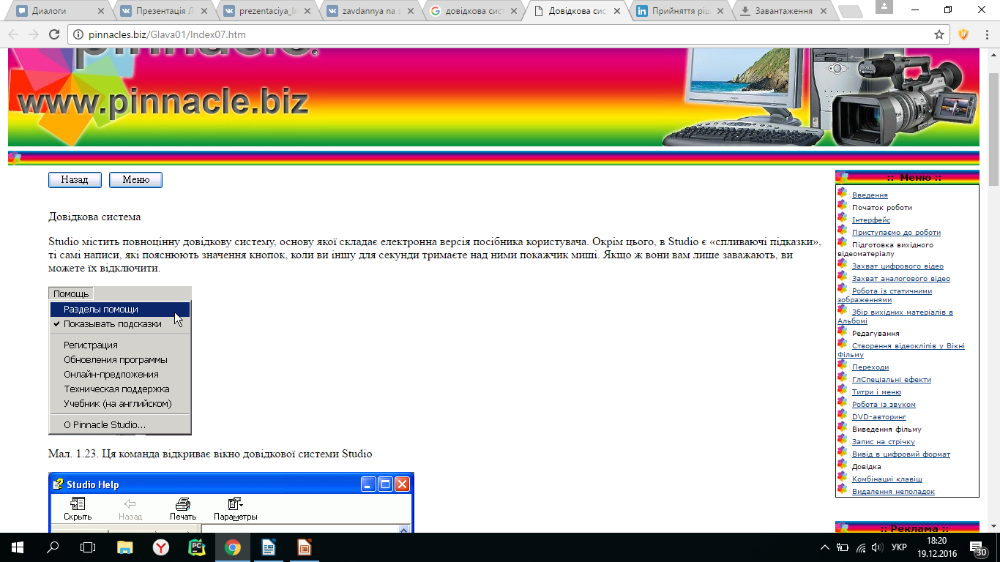 Диалоги
Презентація Л
prezentaciya_In
zavdannya na s
довідкова сист
Довідкова сис
Прийняття ріш
Завантаження
pinnacles.biz/Glava01/Index07.htm
pinnacle.
www.pinnacle.biz
Назад
Меню
Довідкова система
Studio містить повноцінну довідкову систему, основу якої складає електронна версія посібника користувача. Окрім цього, в Studio є «спливаючі підказки»,
ті самі написи, які пояснюють значення кнопок, коли ви іншу для секунди тримаєте над ними покажчик миші. Якщо ж вони вам лише заважають, ви
можете їх відключити.
Помощь
Разделы помощи
Показывать подсказки
Регистрация
Обновления программы
Онлайн-предложения
Техническая поддержка
Учебник (на английском)
О Pinnacle Studio...
Мал. 1.23. Ця команда відкриває вікно довідкової системи Studio
Studio Help
Скрыть
Назад
Печать
Параметры
:: Меню ::
Введення
Початок роботи
Інтерфейс
Приступаємо до роботи
Підготовка вихідного
відеоматеріалу
Захват цифрового відео
Захват аналогового відео
Робота із статичними
зображеннями
Збір вихідних матеріалів в
Альбомі
Редагування
Створення відеокліпів у Вікні
Фільму
Переходи
ГлСпеціальні ефекти
Титри і меню
Робота із звуком
DVD-авторинг
Виведення фільму
Запис на стрічку
Вивід в цифровий формат
Довідка
Комбінації клавіш
Видалення неполадок
:: Реклама ::
УКР
18:20
19.12.2016
30